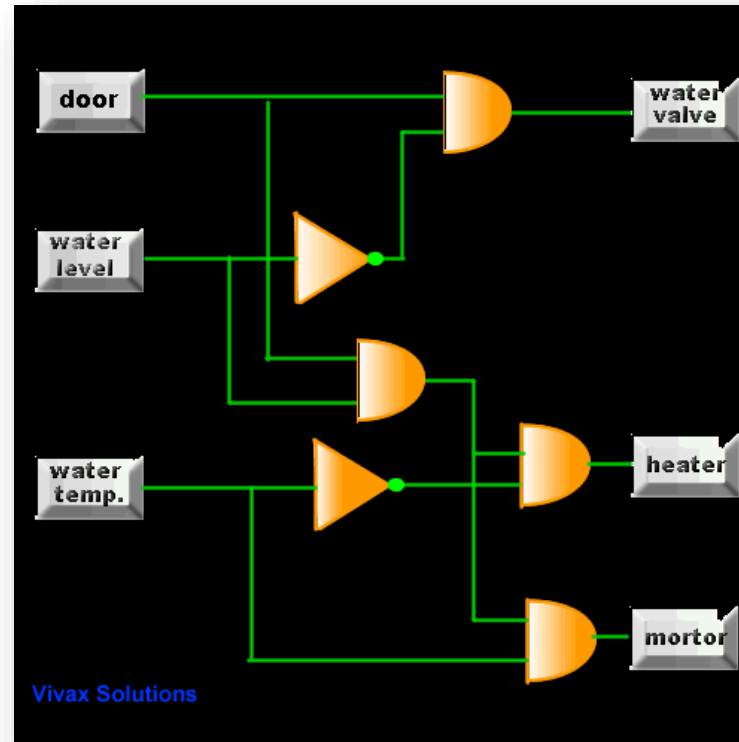 door
water
valve
water
level
water
temp.
heater
mortor
Vivax Solutions